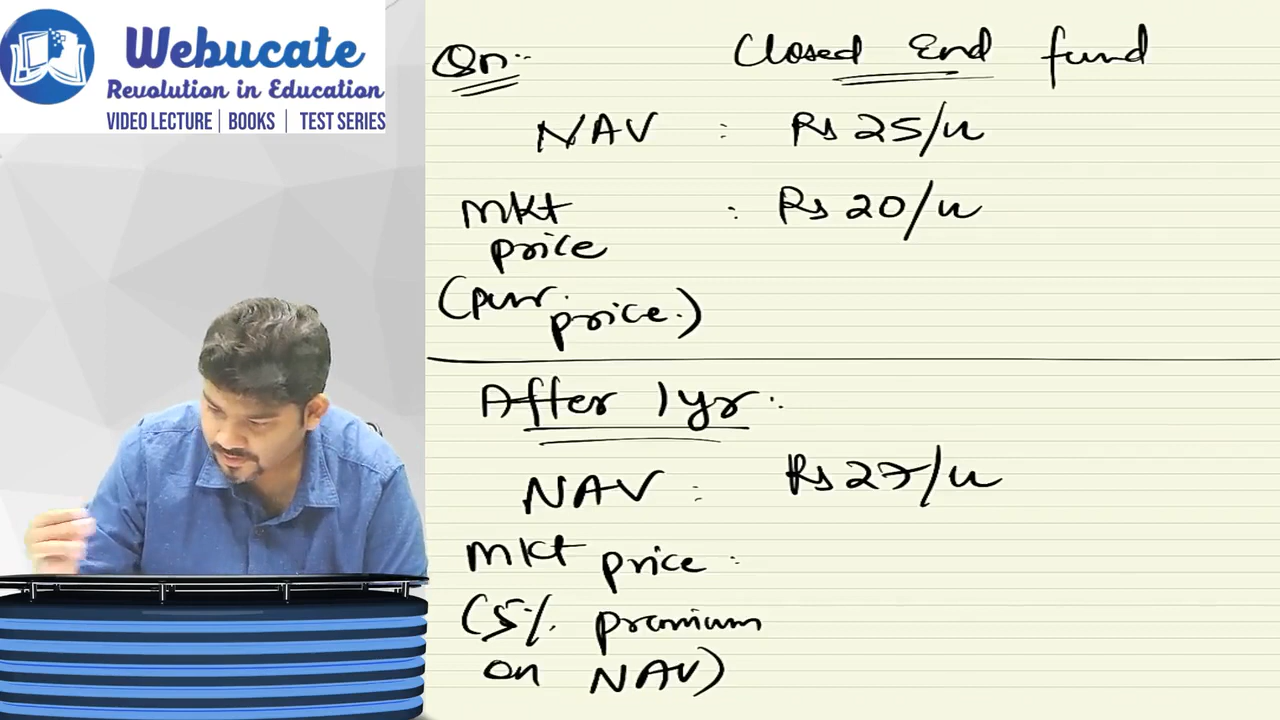 Webucate
Revolution in Education
VIDEO LECTURE | BOOKS | TEST SERIES
Qn:- Closed End fund
NAV : Rs 25/u
Mkt price : Rs 20/u
(pur. price.)
After 1yr.
NAV : Rs 27/u
Mkt price :
(5% premium
on NAV)